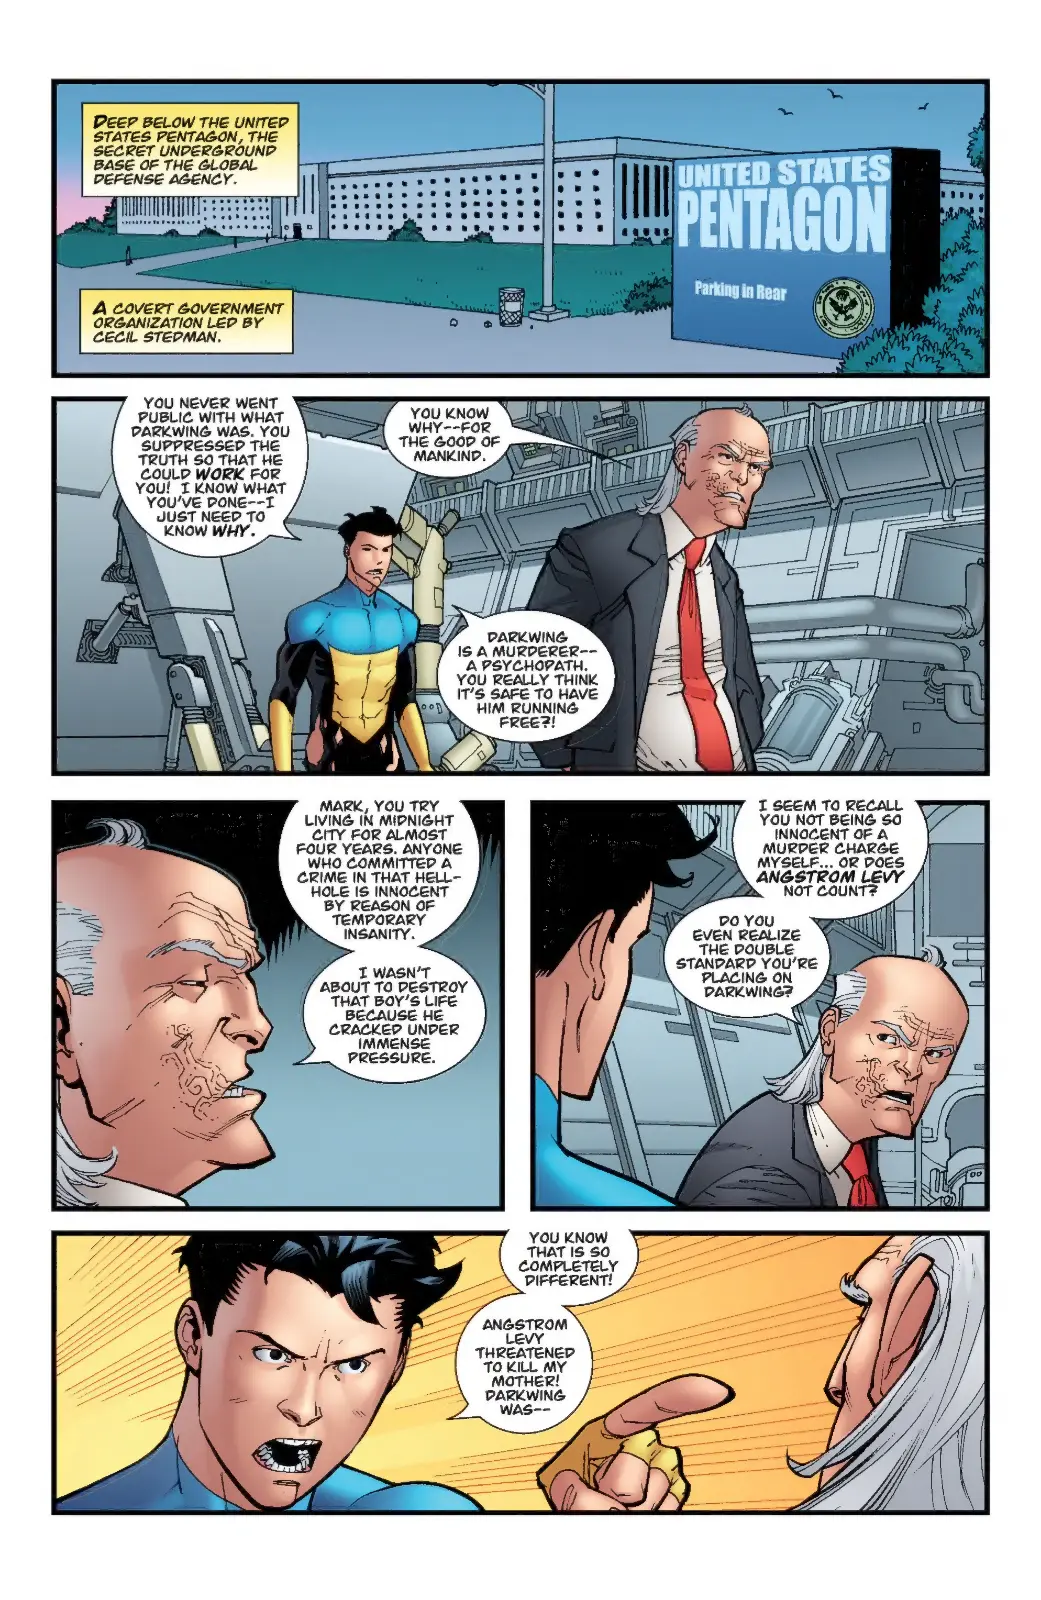 DEEP BELOW THE UNITED
STATES PENTAGON, THE
SECRET UNDERGROUND
BASE OF THE GLOBAL
DEFENSE AGENCY.
UNITED STATES
PENTAGON
Parking in Rear
A COVERT GOVERNMENT
ORGANIZATION LED BY
CECIL STEDMAN.
YOU NEVER WENT
PUBLIC WITH WHAT
DARKWING WAS. YOU
SUPPRESSED THE
TRUTH SO THAT HE
COULD WORK FOR
YOU! I KNOW WHAT
YOU'VE DONE--I
JUST NEED TO
KNOW WHY.
YOU KNOW
WHY--FOR
THE GOOD OF
MANKIND.
DARKWING
IS A MURDERER--
A PSYCHOPATH.
YOU REALLY THINK
IT'S SAFE TO HAVE
HIM RUNNING
FREE?!
MARK, YOU TRY
LIVING IN MIDNIGHT
CITY FOR ALMOST
FOUR YEARS. ANYONE
WHO COMMITTED A
CRIME IN THAT HELL-
HOLE IS INNOCENT
BY REASON OF
TEMPORARY
INSANITY.
I WASN'T
ABOUT TO DESTROY
THAT BOY'S LIFE
BECAUSE HE
CRACKED UNDER
IMMENSE
PRESSURE.
I SEEM TO RECALL
YOU NOT BEING SO
INNOCENT OF A
MURDER CHARGE
MYSELF... OR DOES
ANGSTROM LEVY
NOT COUNT?
DO YOU
EVEN REALIZE
THE DOUBLE
STANDARD YOU'RE
PLACING ON
DARKWING?
YOU KNOW
THAT IS SO
COMPLETELY
DIFFERENT!
ANGSTROM
LEVY
THREATENED
TO KILL MY
MOTHER!
DARKWING
WAS--